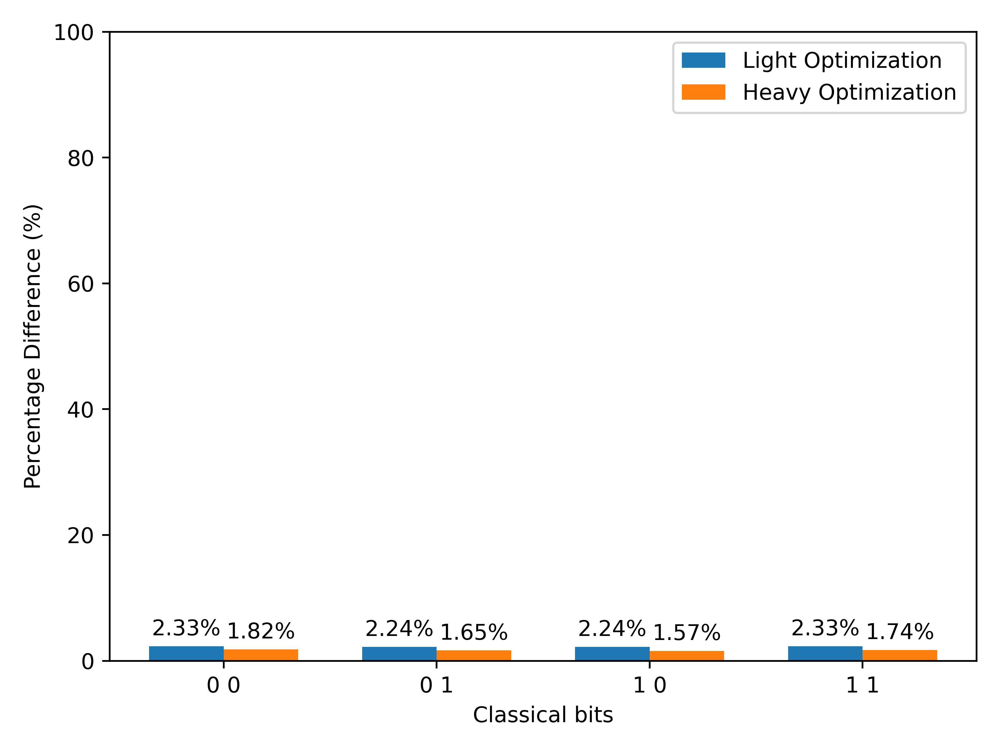 Percentage Difference (%)
100
80
60
40
20
0
Light Optimization
Heavy Optimization
2.33% 1.82% 2.24% 1.65% 2.24% 1.57% 2.33% 1.74%
0 0 0 1 1 0 1 1
Classical bits